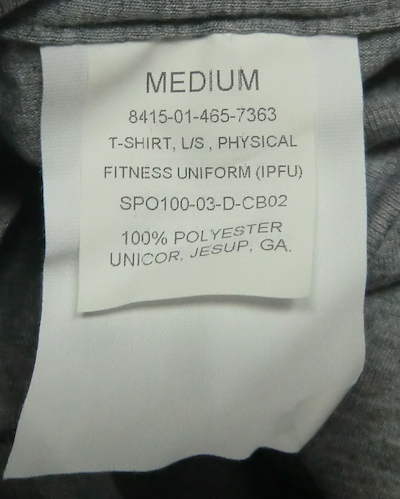 MEDIUM
8415-01-465-7363
T-SHIRT, L/S , PHYSICAL
FITNESS UNIFORM (IPFU)
SPO100-03-D-CB02
100% POLYESTER
UNICOR, JESUP, GA.